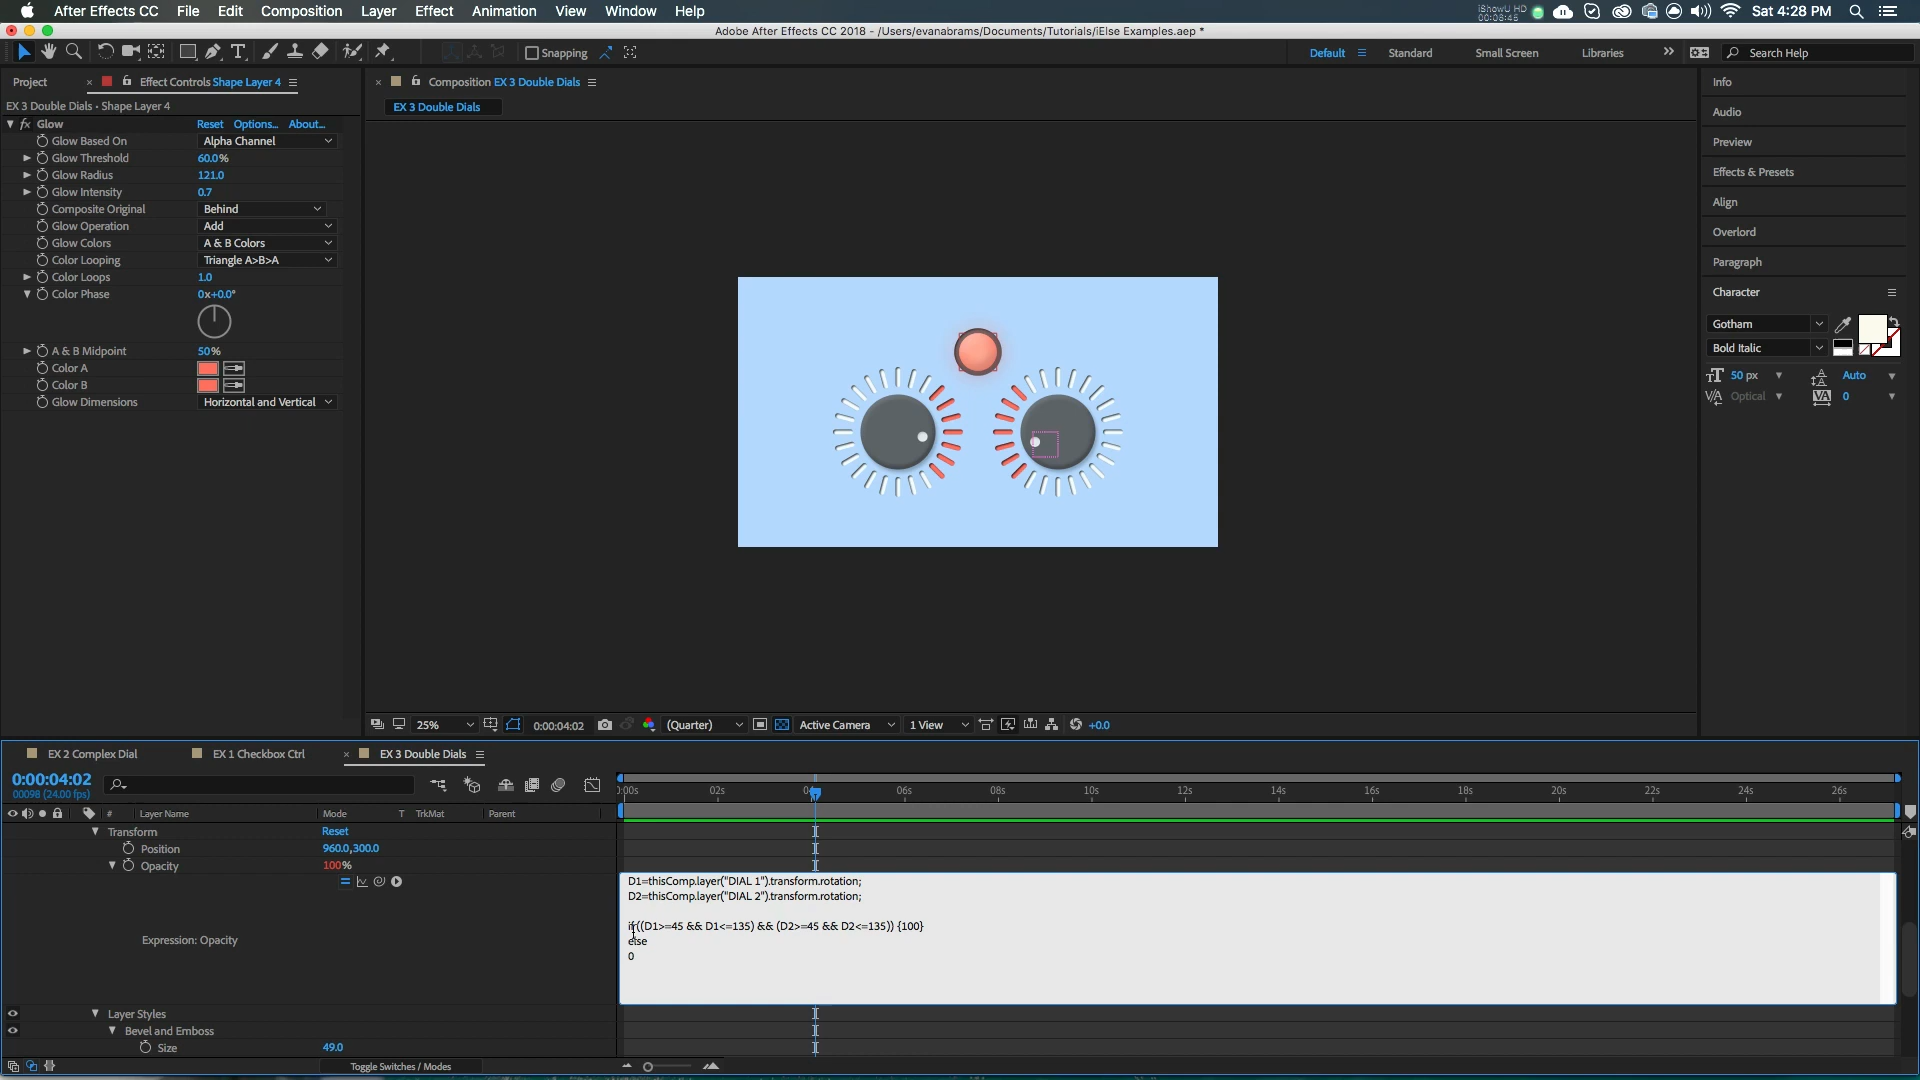 After Effects CC File Edit Composition Layer Effect Animation View Window Help
iShowU HD
00:08:45
Sat 4:28 PM
Adobe After Effects CC 2018 - /Users/evanabrams/Documents/Tutorials/iElse Examples.aep *
Snapping
Default Standard Small Screen Libraries » Search Help
Project × Effect Controls Shape Layer 4
EX 3 Double Dials • Shape Layer 4
fx Glow Reset Options... About...
Glow Based On Alpha Channel
Glow Threshold 60.0%
Glow Radius 121.0
Glow Intensity 0.7
Composite Original Behind
Glow Operation Add
Glow Colors A & B Colors
Color Looping Triangle A>B>A
Color Loops 1.0
Color Phase 0x+0.0°
A & B Midpoint 50%
Color A
Color B
Glow Dimensions Horizontal and Vertical
× Composition EX 3 Double Dials
EX 3 Double Dials
25% 0:00:04:02 (Quarter) Active Camera 1 View +0.0
Info
Audio
Preview
Effects & Presets
Align
Overlord
Paragraph
Character
Gotham
Bold Italic
50 px Auto
Optical 0
EX 2 Complex Dial EX 1 Checkbox Ctrl × EX 3 Double Dials
0:00:04:02
00098 (24.00 fps)
# Layer Name Mode T TrkMat Parent
02s 06s 08s 10s 12s 14s 16s 18s 20s 22s 24s 26s
Transform Reset
Position 960.0,300.0
Opacity 100%
Expression: Opacity
D1=thisComp.layer("DIAL 1").transform.rotation;
D2=thisComp.layer("DIAL 2").transform.rotation;
if((D1>=45 && D1<=135) && (D2>=45 && D2<=135)) {100}
else
0
Layer Styles
Bevel and Emboss
Size 49.0
Toggle Switches / Modes